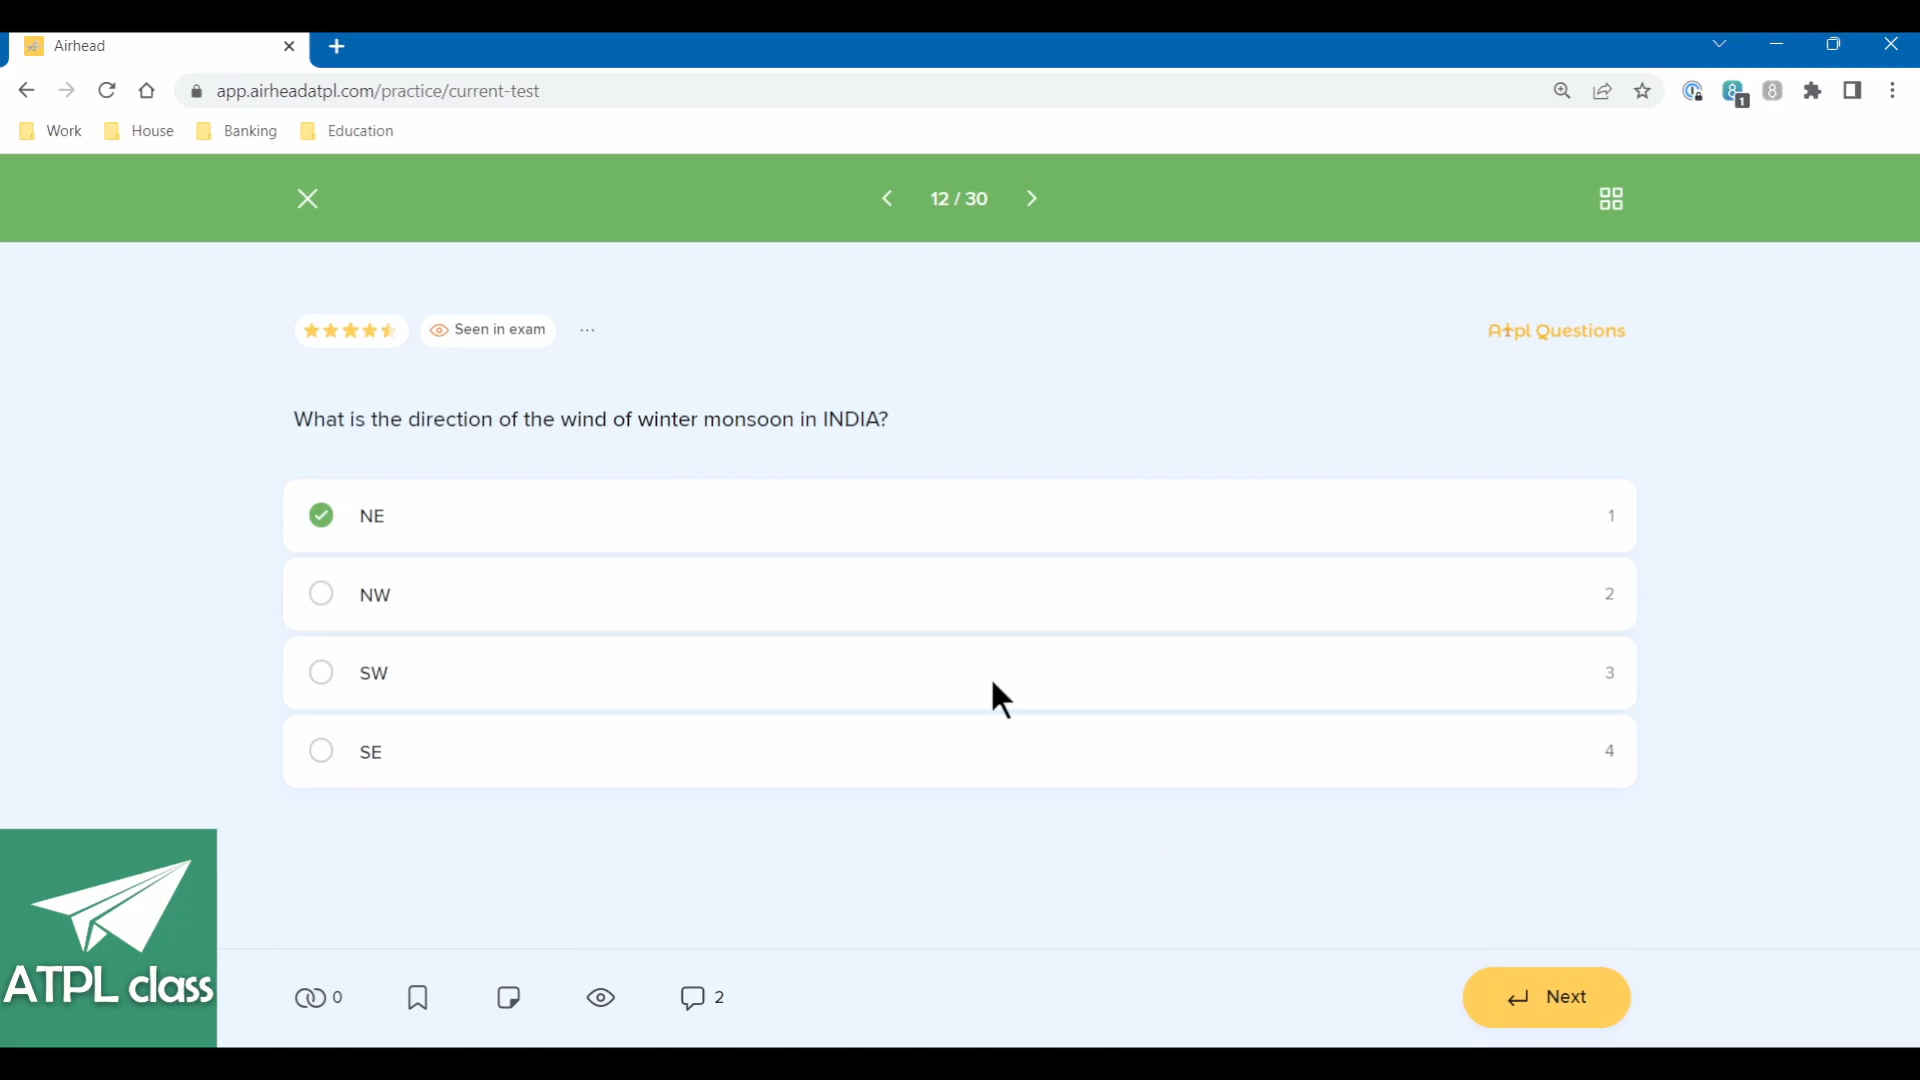 Airhead
app.airheadatpl.com/practice/current-test
1
Work House Banking Education
12 / 30
Seen in exam
Atpl Questions
What is the direction of the wind of winter monsoon in INDIA?
NE 1
NW 2
SW 3
SE 4
ATPL class
0
2
Next